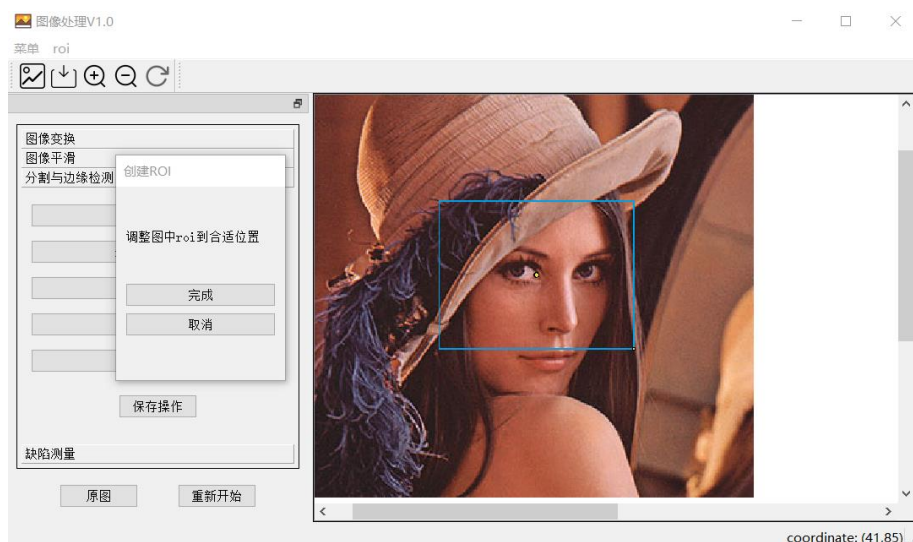 图像处理V1.0
菜单 roi
图像变换
图像平滑
分割与边缘检测
创建ROI
调整图中roi到合适位置
完成
取消
保存操作
缺陷测量
原图 重新开始
coordinate: (41,85)